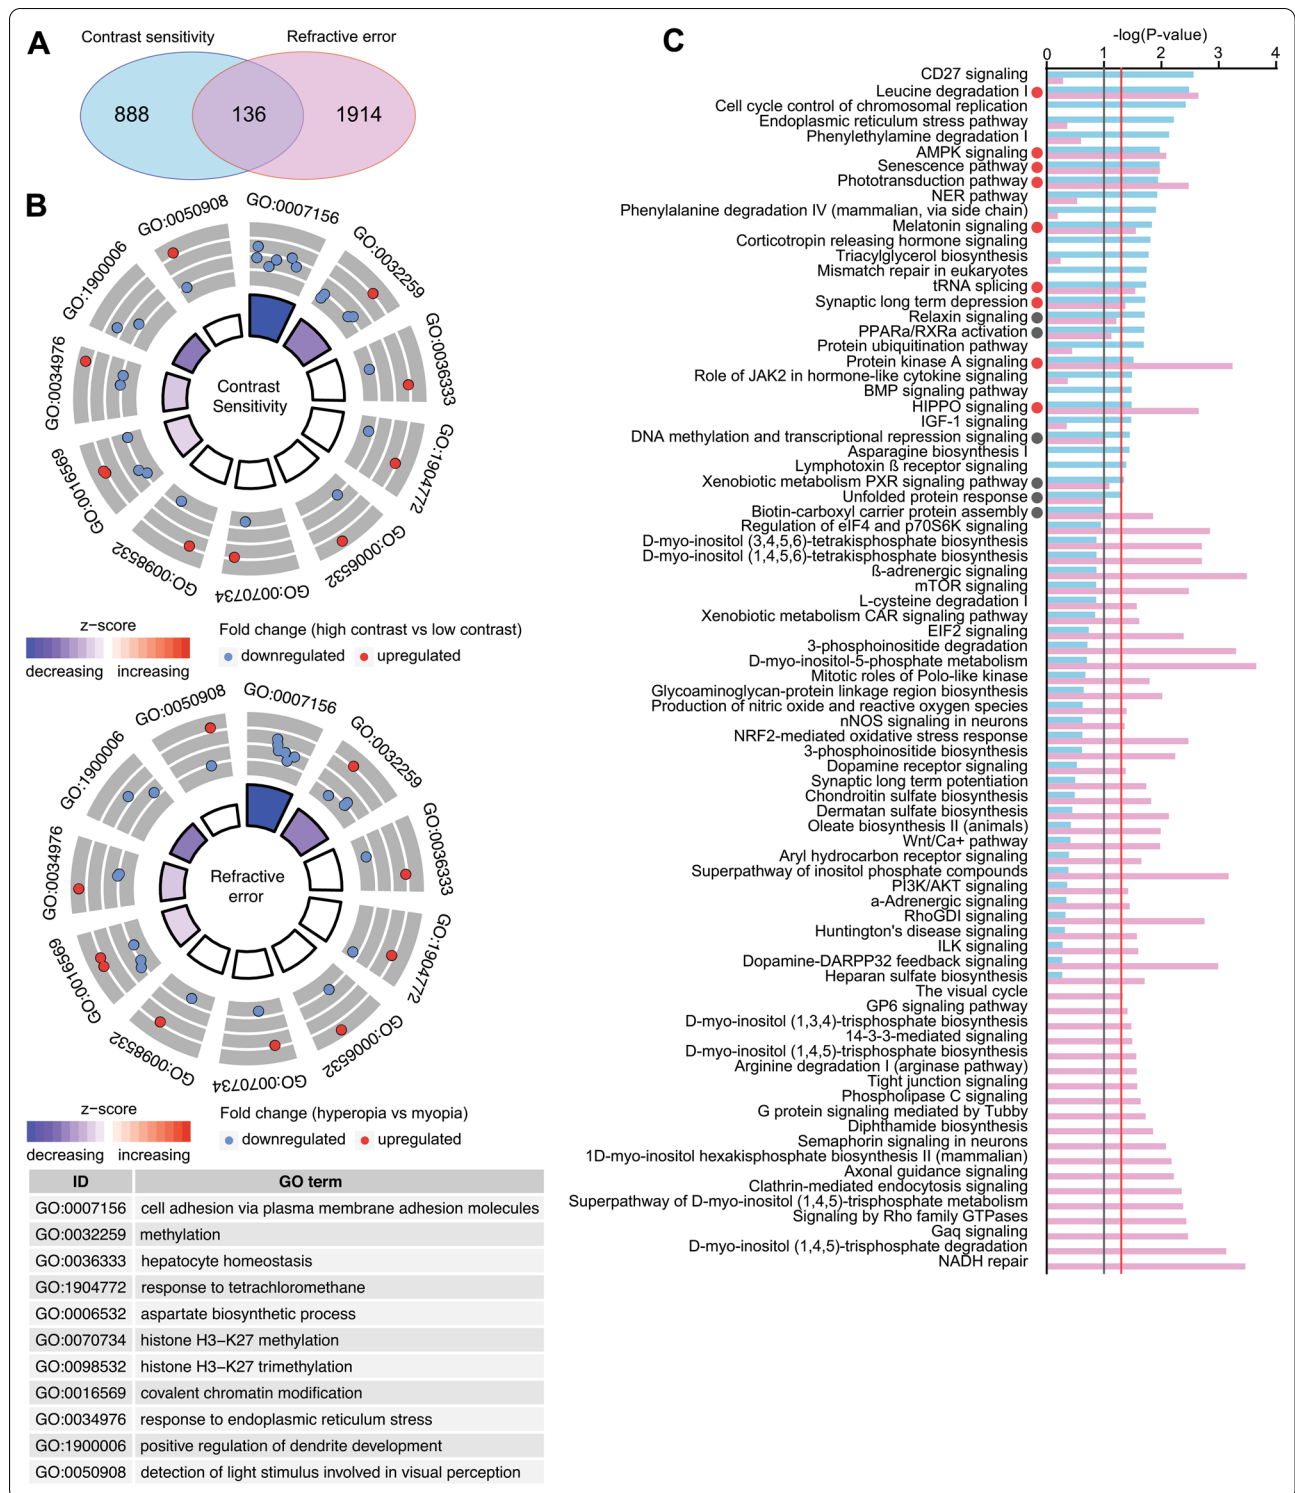 A
Contrast sensitivity
Refractive error
888
136
1914
B
GO:0050908
GO:0007156
GO:0032259
GO:0036333
GO:1904772
GO:0006532
GO:0070734
GO:0098532
GO:0016569
GO:0034976
GO:1900006
Contrast
Sensitivity
z−score
decreasing
increasing
Fold change (high contrast vs low contrast)
downregulated
upregulated
GO:0050908
GO:0007156
GO:0032259
GO:0036333
GO:1904772
GO:0006532
GO:0070734
GO:0098532
GO:0016569
GO:0034976
GO:1900006
Refractive
error
z−score
decreasing
increasing
Fold change (hyperopia vs myopia)
downregulated
upregulated
ID GO term
GO:0007156 cell adhesion via plasma membrane adhesion molecules
GO:0032259 methylation
GO:0036333 hepatocyte homeostasis
GO:1904772 response to tetrachloromethane
GO:0006532 aspartate biosynthetic process
GO:0070734 histone H3−K27 methylation
GO:0098532 histone H3−K27 trimethylation
GO:0016569 covalent chromatin modification
GO:0034976 response to endoplasmic reticulum stress
GO:1900006 positive regulation of dendrite development
GO:0050908 detection of light stimulus involved in visual perception
C
-log(P-value)
0 1 2 3 4
CD27 signaling
Leucine degradation I
Cell cycle control of chromosomal replication
Endoplasmic reticulum stress pathway
Phenylethylamine degradation I
AMPK signaling
Senescence pathway
Phototransduction pathway
NER pathway
Phenylalanine degradation IV (mammalian, via side chain)
Melatonin signaling
Corticotropin releasing hormone signaling
Triacylglycerol biosynthesis
Mismatch repair in eukaryotes
tRNA splicing
Synaptic long term depression
Relaxin signaling
PPARa/RXRa activation
Protein ubiquitination pathway
Protein kinase A signaling
Role of JAK2 in hormone-like cytokine signaling
BMP signaling pathway
HIPPO signaling
IGF-1 signaling
DNA methylation and transcriptional repression signaling
Asparagine biosynthesis I
Lymphotoxin ß receptor signaling
Xenobiotic metabolism PXR signaling pathway
Unfolded protein response
Biotin-carboxyl carrier protein assembly
Regulation of eIF4 and p70S6K signaling
D-myo-inositol (3,4,5,6)-tetrakisphosphate biosynthesis
D-myo-inositol (1,4,5,6)-tetrakisphosphate biosynthesis
ß-adrenergic signaling
mTOR signaling
L-cysteine degradation I
Xenobiotic metabolism CAR signaling pathway
EIF2 signaling
3-phosphoinositide degradation
D-myo-inositol-5-phosphate metabolism
Mitotic roles of Polo-like kinase
Glycoaminoglycan-protein linkage region biosynthesis
Production of nitric oxide and reactive oxygen species
nNOS signaling in neurons
NRF2-mediated oxidative stress response
3-phosphoinositide biosynthesis
Dopamine receptor signaling
Synaptic long term potentiation
Chondroitin sulfate biosynthesis
Dermatan sulfate biosynthesis
Oleate biosynthesis II (animals)
Wnt/Ca+ pathway
Aryl hydrocarbon receptor signaling
Superpathway of inositol phosphate compounds
PI3K/AKT signaling
a-Adrenergic signaling
RhoGDI signaling
Huntington's disease signaling
ILK signaling
Dopamine-DARPP32 feedback signaling
Heparan sulfate biosynthesis
The visual cycle
GP6 signaling pathway
D-myo-inositol (1,3,4)-trisphosphate biosynthesis
14-3-3-mediated signaling
D-myo-inositol (1,4,5)-trisphosphate biosynthesis
Arginine degradation I (arginase pathway)
Tight junction signaling
Phospholipase C signaling
G protein signaling mediated by Tubby
Diphthamide biosynthesis
Semaphorin signaling in neurons
1D-myo-inositol hexakisphosphate biosynthesis II (mammalian)
Axonal guidance signaling
Clathrin-mediated endocytosis signaling
Superpathway of D-myo-inositol (1,4,5)-trisphosphate metabolism
Signaling by Rho family GTPases
Gaq signaling
D-myo-inositol (1,4,5)-trisphosphate degradation
NADH repair